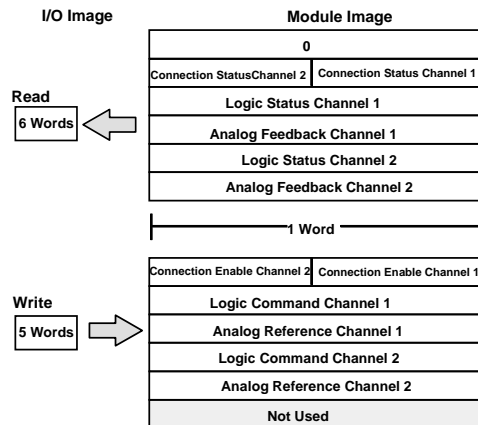 I/O Image
Module Image
0
Connection StatusChannel 2
Connection Status Channel 1
Read
6 Words
Logic Status Channel 1
Analog Feedback Channel 1
Logic Status Channel 2
Analog Feedback Channel 2
1 Word
Connection Enable Channel 2
Connection Enable Channel 1
Write
5 Words
Logic Command Channel 1
Analog Reference Channel 1
Logic Command Channel 2
Analog Reference Channel 2
Not Used